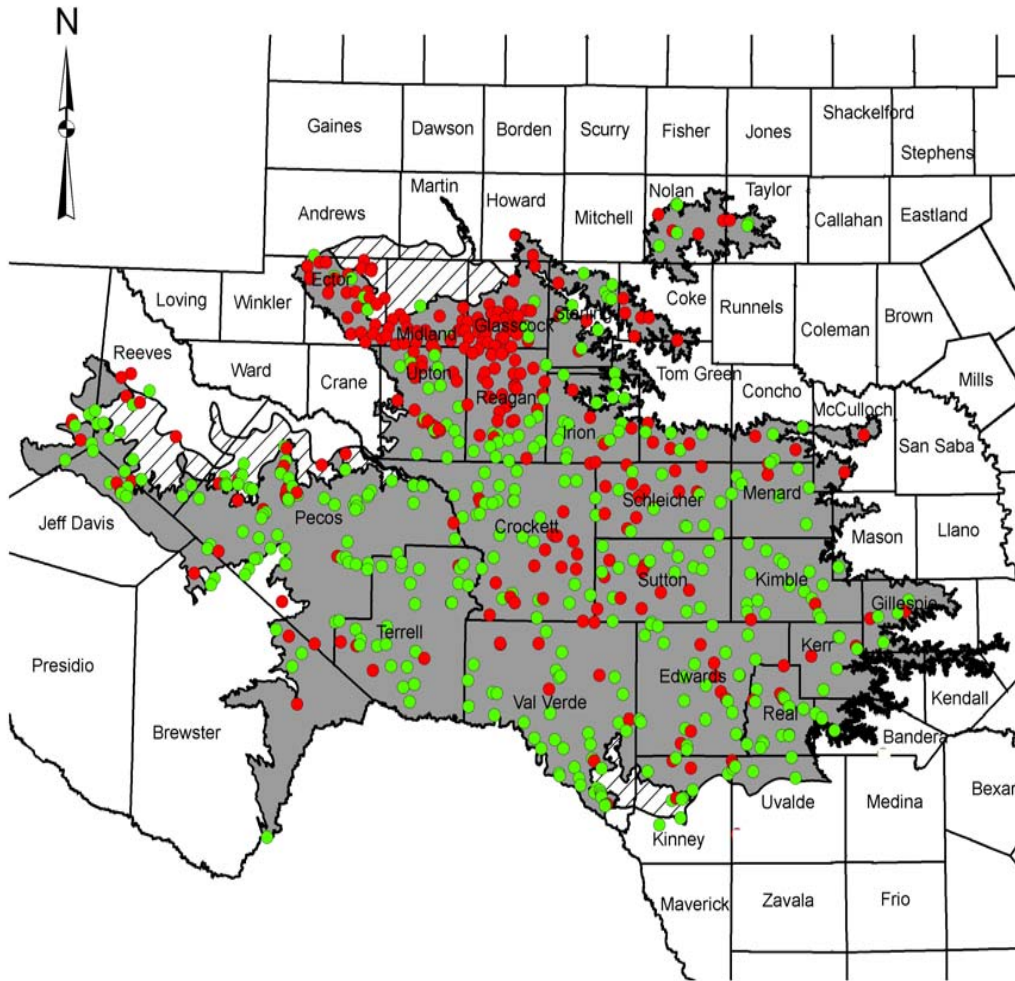 N
Gaines
Dawson
Borden
Scurry
Fisher
Jones
Shackelford
Stephens
Andrews
Martin
Howard
Mitchell
Nolan
Taylor
Callahan
Eastland
Loving
Winkler
Ector
Midland
Glasscock
Sterling
Coke
Runnels
Coleman
Brown
Reeves
Ward
Crane
Upton
Reagan
Irion
Tom Green
Concho
McCulloch
Mills
San Saba
Jeff Davis
Pecos
Crockett
Schleicher
Menard
Mason
Llano
Presidio
Brewster
Terrell
Val Verde
Sutton
Kimble
Gillespie
Edwards
Kerr
Real
Kendall
Bandera
Kinney
Uvalde
Medina
Bexar
Maverick
Zavala
Frio